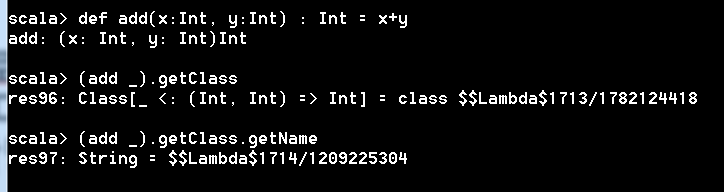 scala> def add(x:Int, y:Int) : Int = x+y
add: (x: Int, y: Int)Int
scala> (add _).getClass
res96: Class[_ <: (Int, Int) => Int] = class $$Lambda$1713/1782124418
scala> (add _).getClass.getName
res97: String = $$Lambda$1714/1209225304